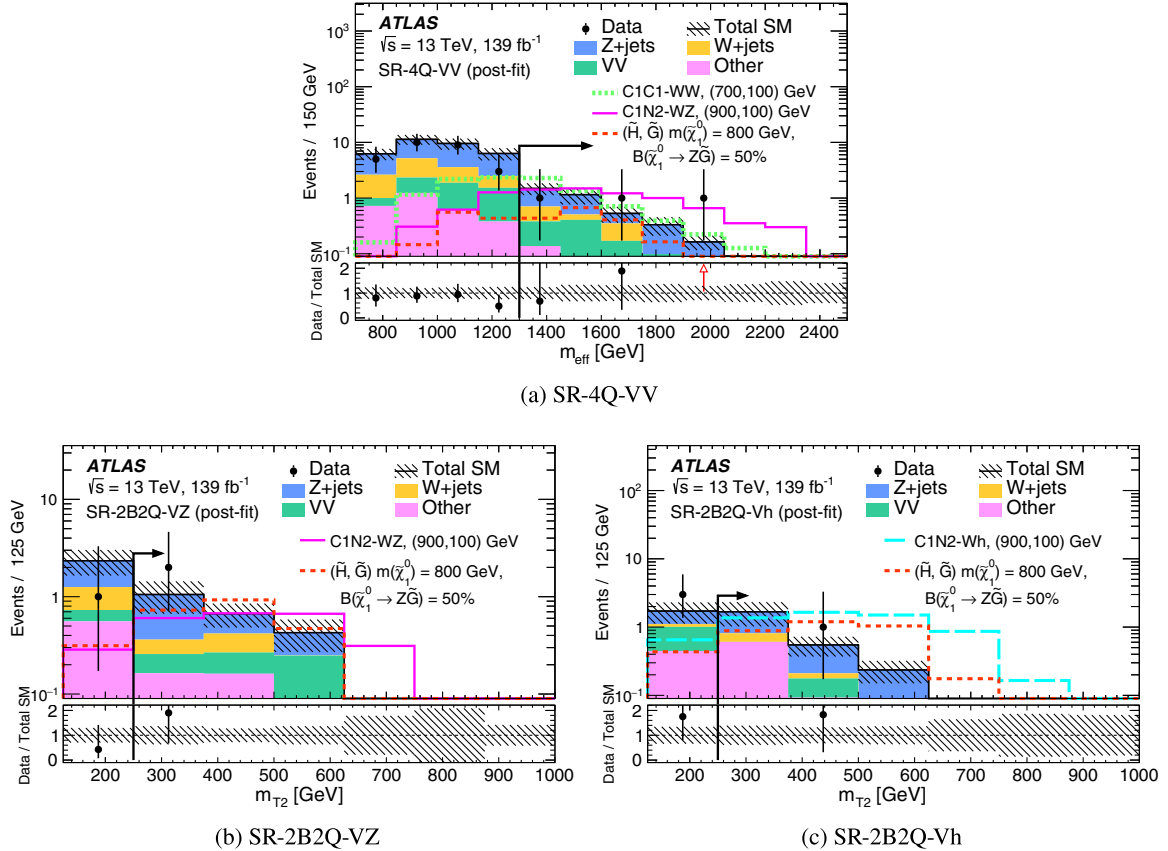 ATLAS
√s = 13 TeV, 139 fb⁻¹
SR-4Q-VV (post-fit)
Data
Total SM
Z+jets
W+jets
VV
Other
C1C1-WW, (700,100) GeV
C1N2-WZ, (900,100) GeV
(H̃, G̃) m(χ̃₁⁰) = 800 GeV,
B(χ̃₁⁰ → ZG̃) = 50%
Events / 150 GeV
10³
10²
10
1
10⁻¹
Data / Total SM
2
1
0
800 1000 1200 1400 1600 1800 2000 2200 2400
m_eff [GeV]
(a) SR-4Q-VV
ATLAS
√s = 13 TeV, 139 fb⁻¹
SR-2B2Q-VZ (post-fit)
Data
Total SM
Z+jets
W+jets
VV
Other
C1N2-WZ, (900,100) GeV
(H̃, G̃) m(χ̃₁⁰) = 800 GeV,
B(χ̃₁⁰ → ZG̃) = 50%
Events / 125 GeV
10
1
10⁻¹
Data / Total SM
2
1
0
200 300 400 500 600 700 800 900 1000
m_T2 [GeV]
(b) SR-2B2Q-VZ
ATLAS
√s = 13 TeV, 139 fb⁻¹
SR-2B2Q-Vh (post-fit)
Data
Total SM
Z+jets
W+jets
VV
Other
C1N2-Wh, (900,100) GeV
(H̃, G̃) m(χ̃₁⁰) = 800 GeV,
B(χ̃₁⁰ → ZG̃) = 50%
Events / 125 GeV
10²
10
1
10⁻¹
Data / Total SM
2
1
0
200 300 400 500 600 700 800 900 1000
m_T2 [GeV]
(c) SR-2B2Q-Vh